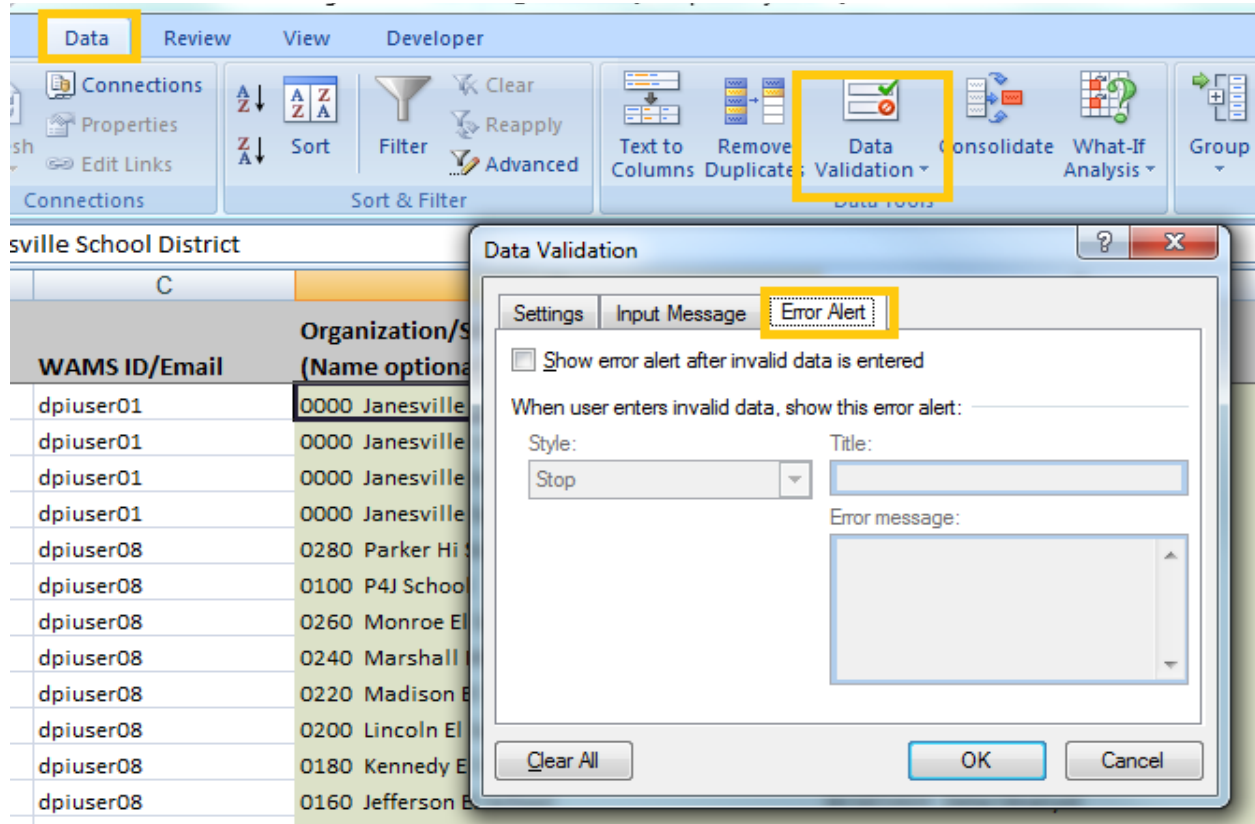 Data Review View Developer
Connections
Properties
Edit Links
Connections
Sort
Filter
Clear
Reapply
Advanced
Sort & Filter
Text to Columns
Remove Duplicates
Data Validation
Consolidate
What-If Analysis
Data Tools
Group
sville School District
C
WAMS ID/Email
Organization/S
(Name optiona
dpiuser01 0000 Janesville
dpiuser01 0000 Janesville
dpiuser01 0000 Janesville
dpiuser01 0000 Janesville
dpiuser08 0280 Parker Hi S
dpiuser08 0100 P4J School
dpiuser08 0260 Monroe El
dpiuser08 0240 Marshall
dpiuser08 0220 Madison E
dpiuser08 0200 Lincoln El
dpiuser08 0180 Kennedy E
dpiuser08 0160 Jefferson E
Data Validation
Settings Input Message Error Alert
Show error alert after invalid data is entered
When user enters invalid data, show this error alert:
Style: Title:
Stop
Error message:
Clear All OK Cancel